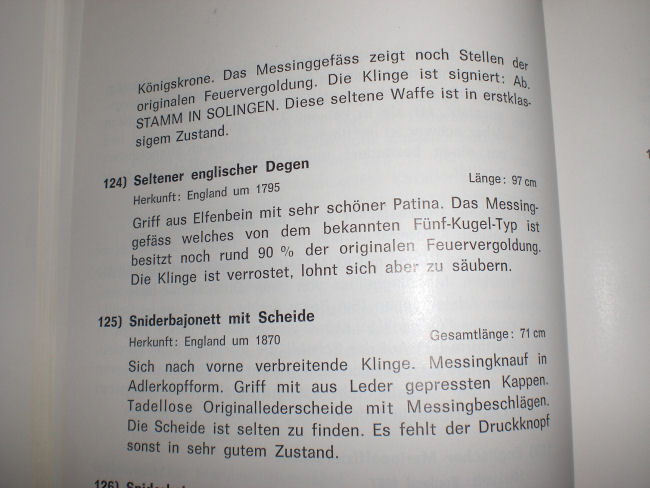 Königskrone. Das Messinggefäss zeigt noch Stellen der
originalen Feuervergoldung. Die Klinge ist signiert: Ab.
STAMM IN SOLINGEN. Diese seltene Waffe ist in erstklas-
sigem Zustand.
124) Seltener englischer Degen
Herkunft: England um 1795 Länge: 97 cm
Griff aus Elfenbein mit sehr schöner Patina. Das Messing-
gefäss welches von dem bekannten Fünf-Kugel-Typ ist
besitzt noch rund 90 % der originalen Feuervergoldung.
Die Klinge ist verrostet, lohnt sich aber zu säubern.
125) Sniderbajonett mit Scheide
Herkunft: England um 1870 Gesamtlänge: 71 cm
Sich nach vorne verbreitende Klinge. Messingknauf in
Adlerkopfform. Griff mit aus Leder gepressten Kappen.
Tadellose Originallederscheide mit Messingbeschlägen.
Die Scheide ist selten zu finden. Es fehlt der Druckknopf
sonst in sehr gutem Zustand.
126)